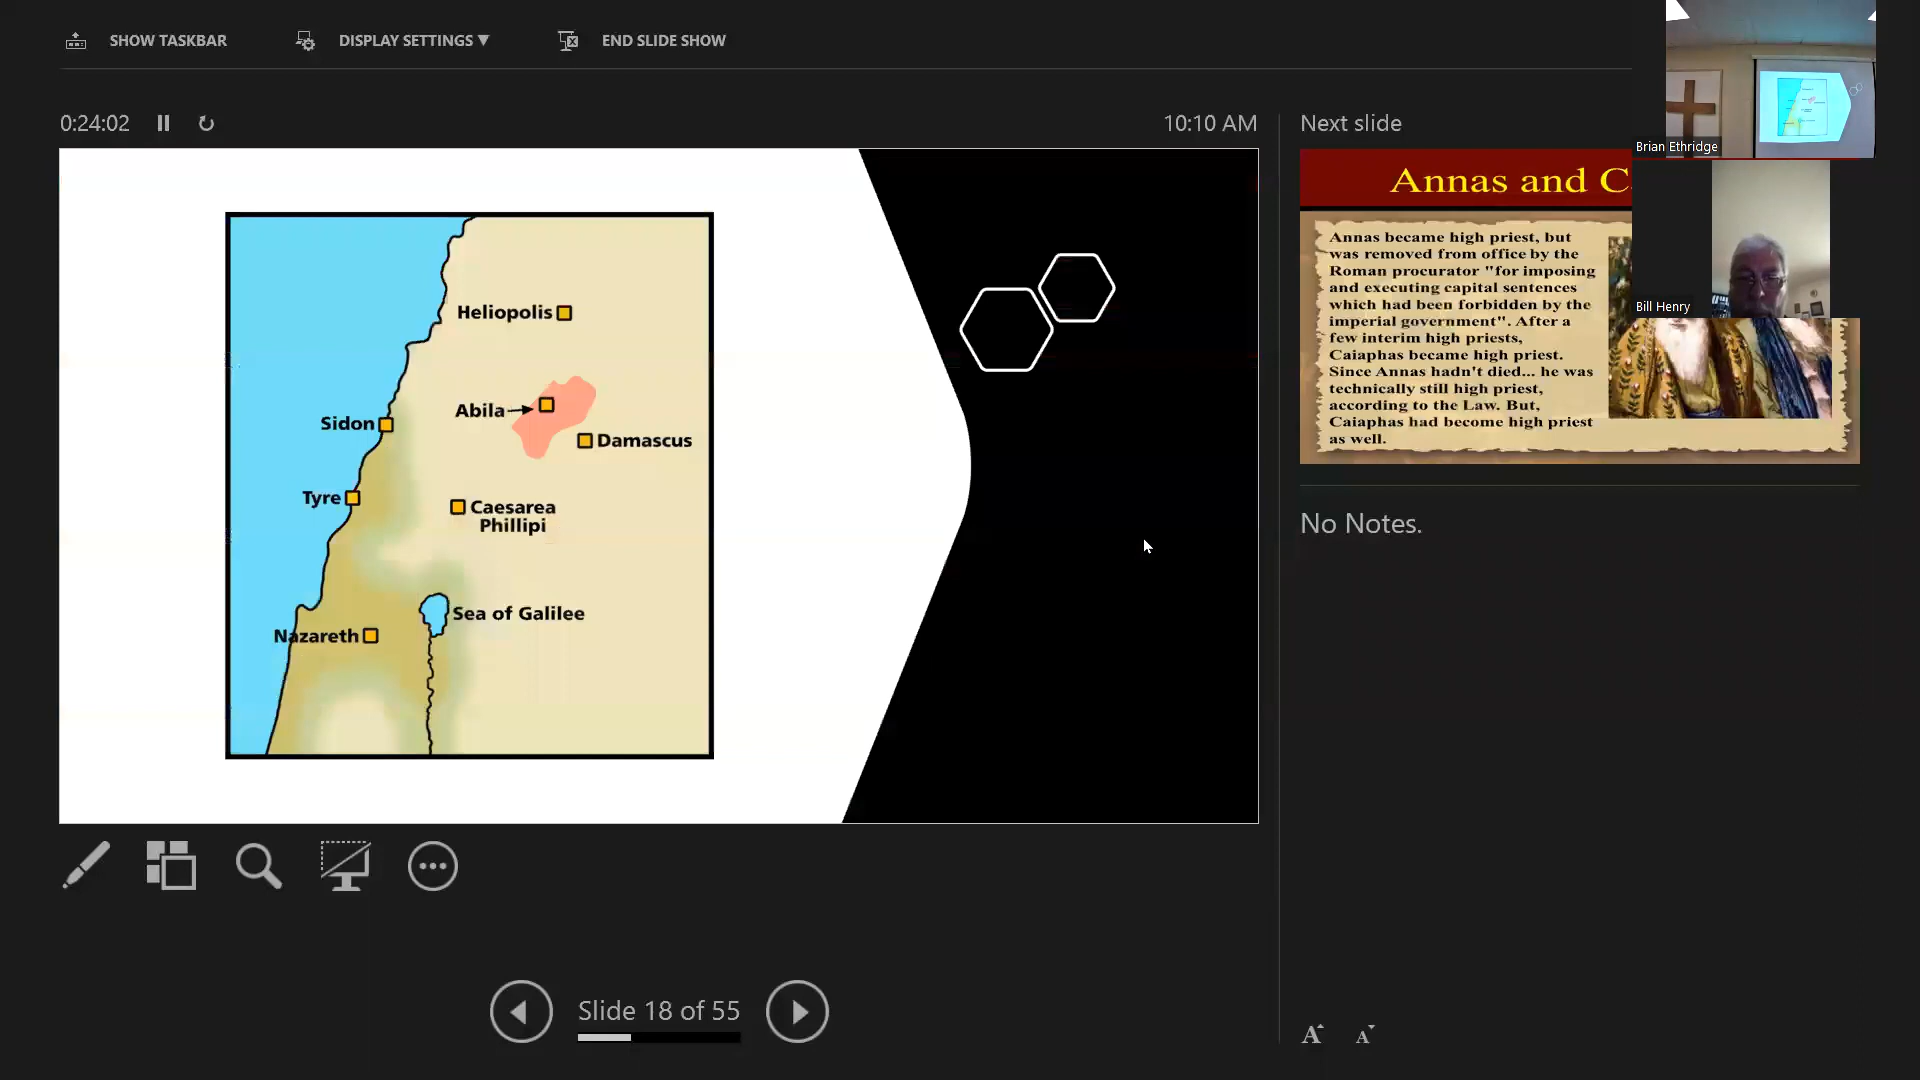 SHOW TASKBAR
DISPLAY SETTINGS ▼
END SLIDE SHOW
0:24:02
10:10 AM
Next slide
Heliopolis
Abila
Sidon
Damascus
Tyre
Caesarea
Phillipi
Sea of Galilee
Nazareth
Annas and C
Annas became high priest, but
was removed from office by the
Roman procurator "for imposing
and executing capital sentences
which had been forbidden by the
imperial government". After a
few interim high priests,
Caiaphas became high priest.
Since Annas hadn't died... he was
technically still high priest,
according to the Law. But,
Caiaphas had become high priest
as well.
Brian Ethridge
Bill Henry
No Notes.
Slide 18 of 55
A A